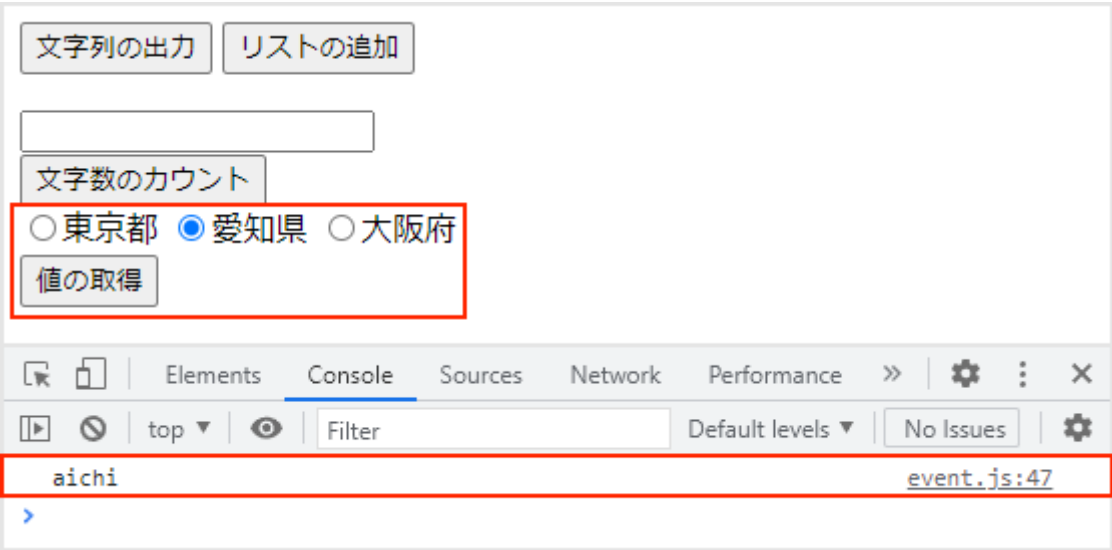 文字列の出力 リストの追加
文字数のカウント
東京都 愛知県 大阪府
値の取得
Elements Console Sources Network Performance »
top ▼ Filter Default levels ▼ No Issues
aichi event.js:47
>